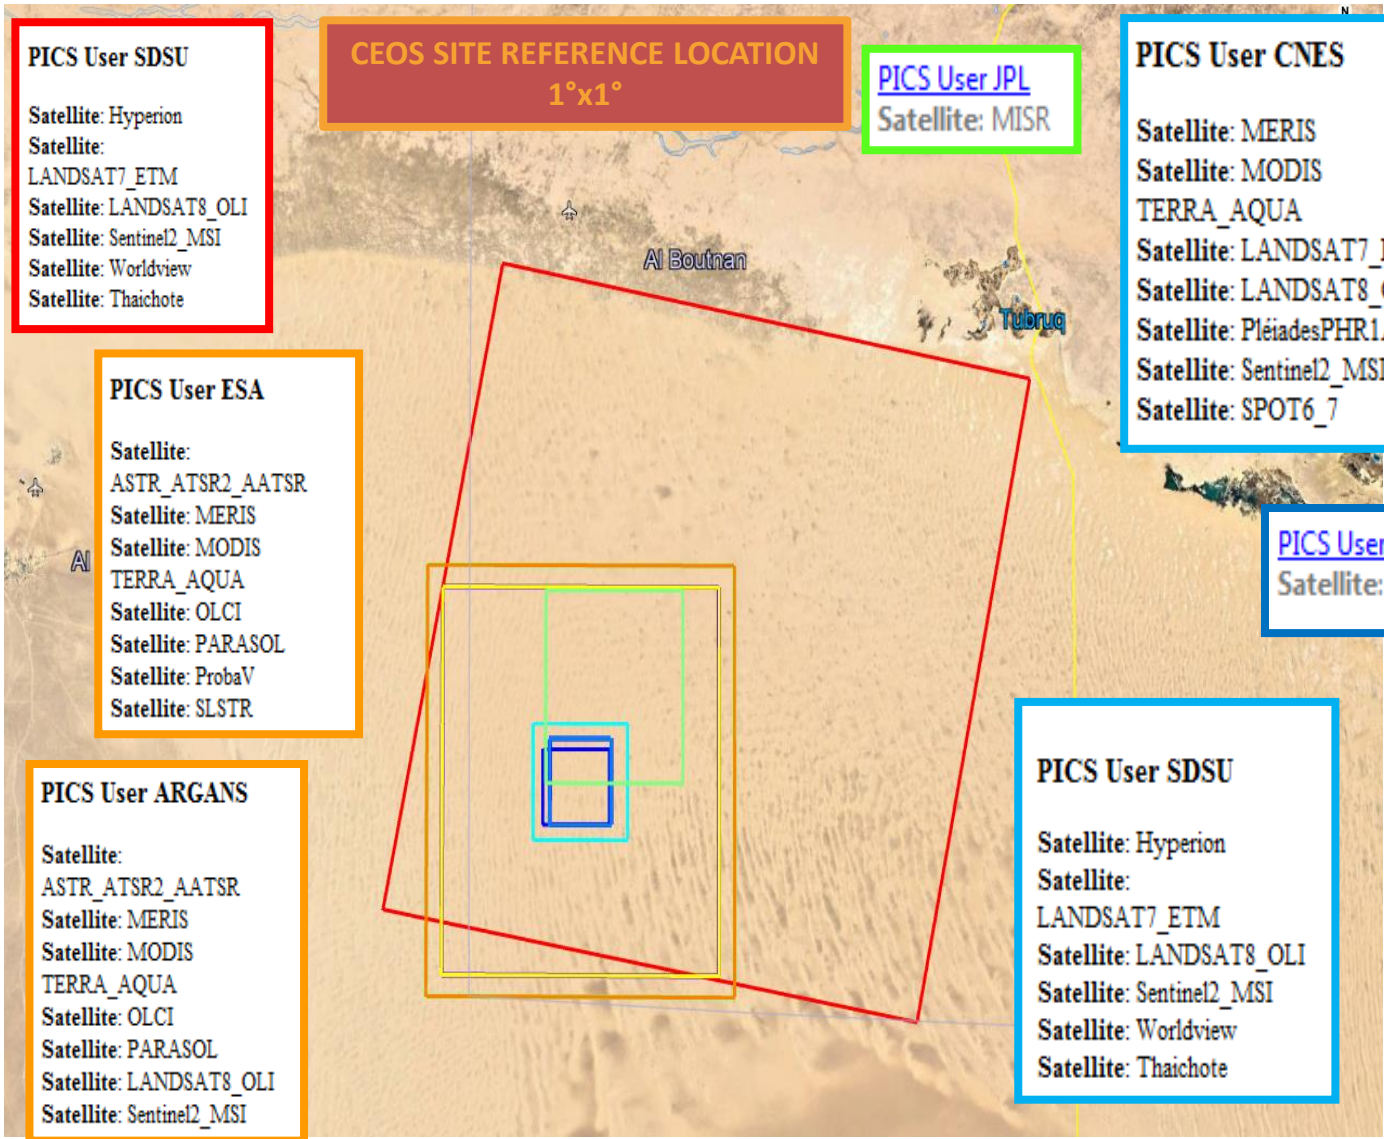 PICS User SDSU
Satellite: Hyperion
Satellite:
LANDSAT7_ETM
Satellite: LANDSAT8_OLI
Satellite: Sentinel2_MSI
Satellite: Worldview
Satellite: Thaichote
CEOS SITE REFERENCE LOCATION
1°x1°
PICS User JPL
Satellite: MISR
N
PICS User CNES
Satellite: MERIS
Satellite: MODIS
TERRA_AQUA
Satellite: LANDSAT7_
Satellite: LANDSAT8_
Satellite: PléiadesPHR1
Satellite: Sentinel2_MSI
Satellite: SPOT6_7
Al Boutnan
Tubruq
PICS User ESA
Satellite:
ASTR_ATSR2_AATSR
Satellite: MERIS
Satellite: MODIS
TERRA_AQUA
Satellite: OLCI
Satellite: PARASOL
Satellite: ProbaV
Satellite: SLSTR
Al
PICS User
Satellite:
PICS User ARGANS
Satellite:
ASTR_ATSR2_AATSR
Satellite: MERIS
Satellite: MODIS
TERRA_AQUA
Satellite: OLCI
Satellite: PARASOL
Satellite: LANDSAT8_OLI
Satellite: Sentinel2_MSI
PICS User SDSU
Satellite: Hyperion
Satellite:
LANDSAT7_ETM
Satellite: LANDSAT8_OLI
Satellite: Sentinel2_MSI
Satellite: Worldview
Satellite: Thaichote